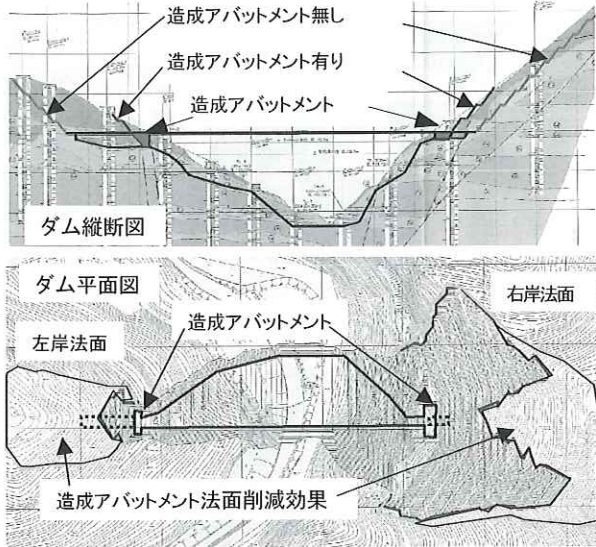 造成アバットメント無し
造成アバットメント有り
造成アバットメント
ダム縦断図
ダム平面図
右岸法面
造成アバットメント
左岸法面
造成アバットメント法面削減効果